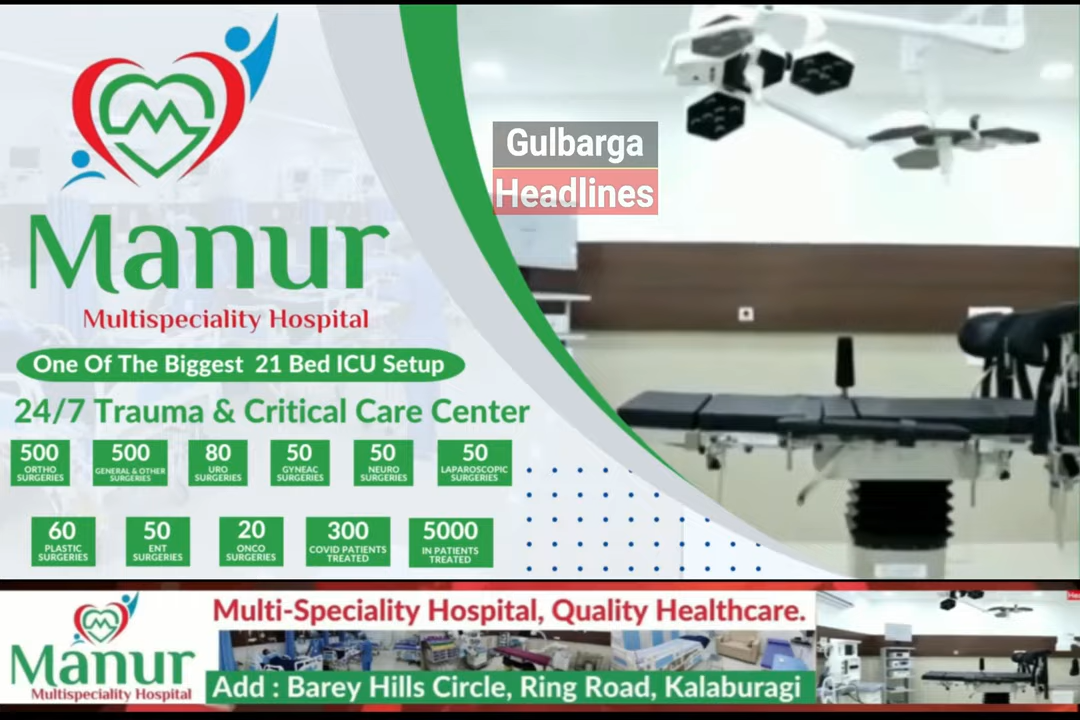 Manur
Multispeciality Hospital
One Of The Biggest 21 Bed ICU Setup
24/7 Trauma & Critical Care Center
500
ORTHO
SURGERIES
500
GENERAL & OTHER
SURGERIES
80
URO
SURGERIES
50
GYNEAC
SURGERIES
50
NEURO
SURGERIES
50
LAPAROSCOPIC
SURGERIES
60
PLASTIC
SURGERIES
50
ENT
SURGERIES
20
ONCO
SURGERIES
300
COVID PATIENTS
TREATED
5000
IN PATIENTS
TREATED
Gulbarga
Headlines
Manur
Multispeciality Hospital
Multi-Speciality Hospital, Quality Healthcare.
Add : Barey Hills Circle, Ring Road, Kalaburagi